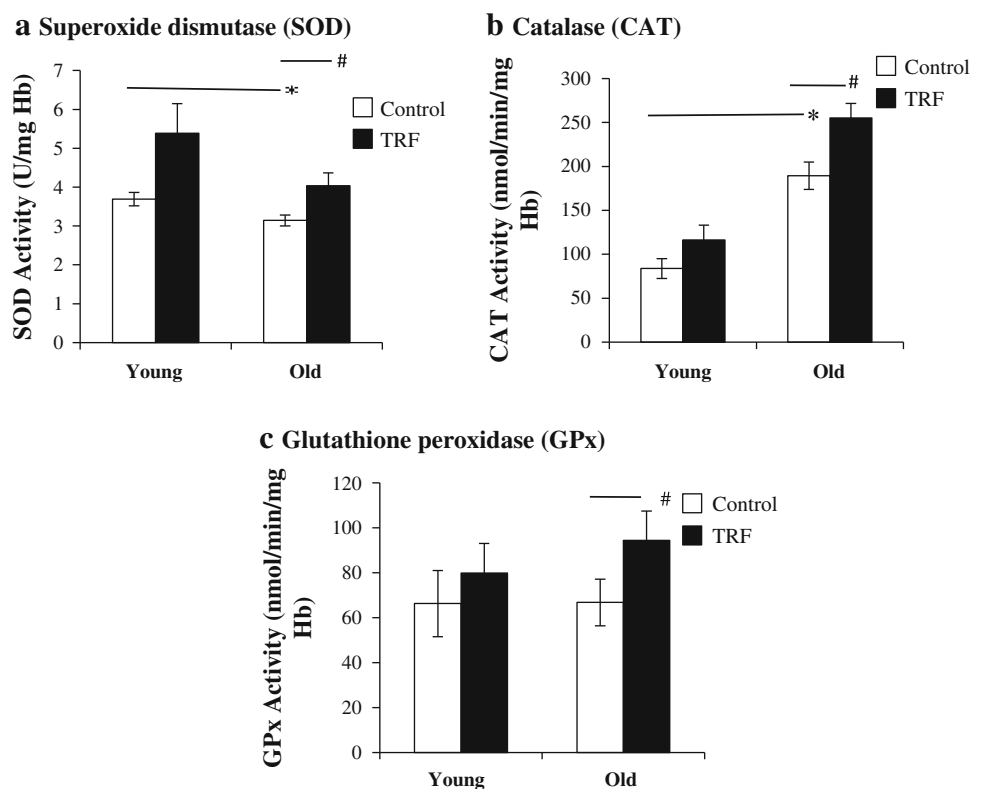 a Superoxide dismutase (SOD)
SOD Activity (U/mg Hb)
7
6
5
4
3
2
1
0
*
#
Control
TRF
Young Old
b Catalase (CAT)
CAT Activity (nmol/min/mg
Hb)
300
250
200
150
100
50
0
*
#
Control
TRF
Young Old
c Glutathione peroxidase (GPx)
GPx Activity (nmol/min/mg
Hb)
120
100
80
60
40
20
0
#
Control
TRF
Young Old